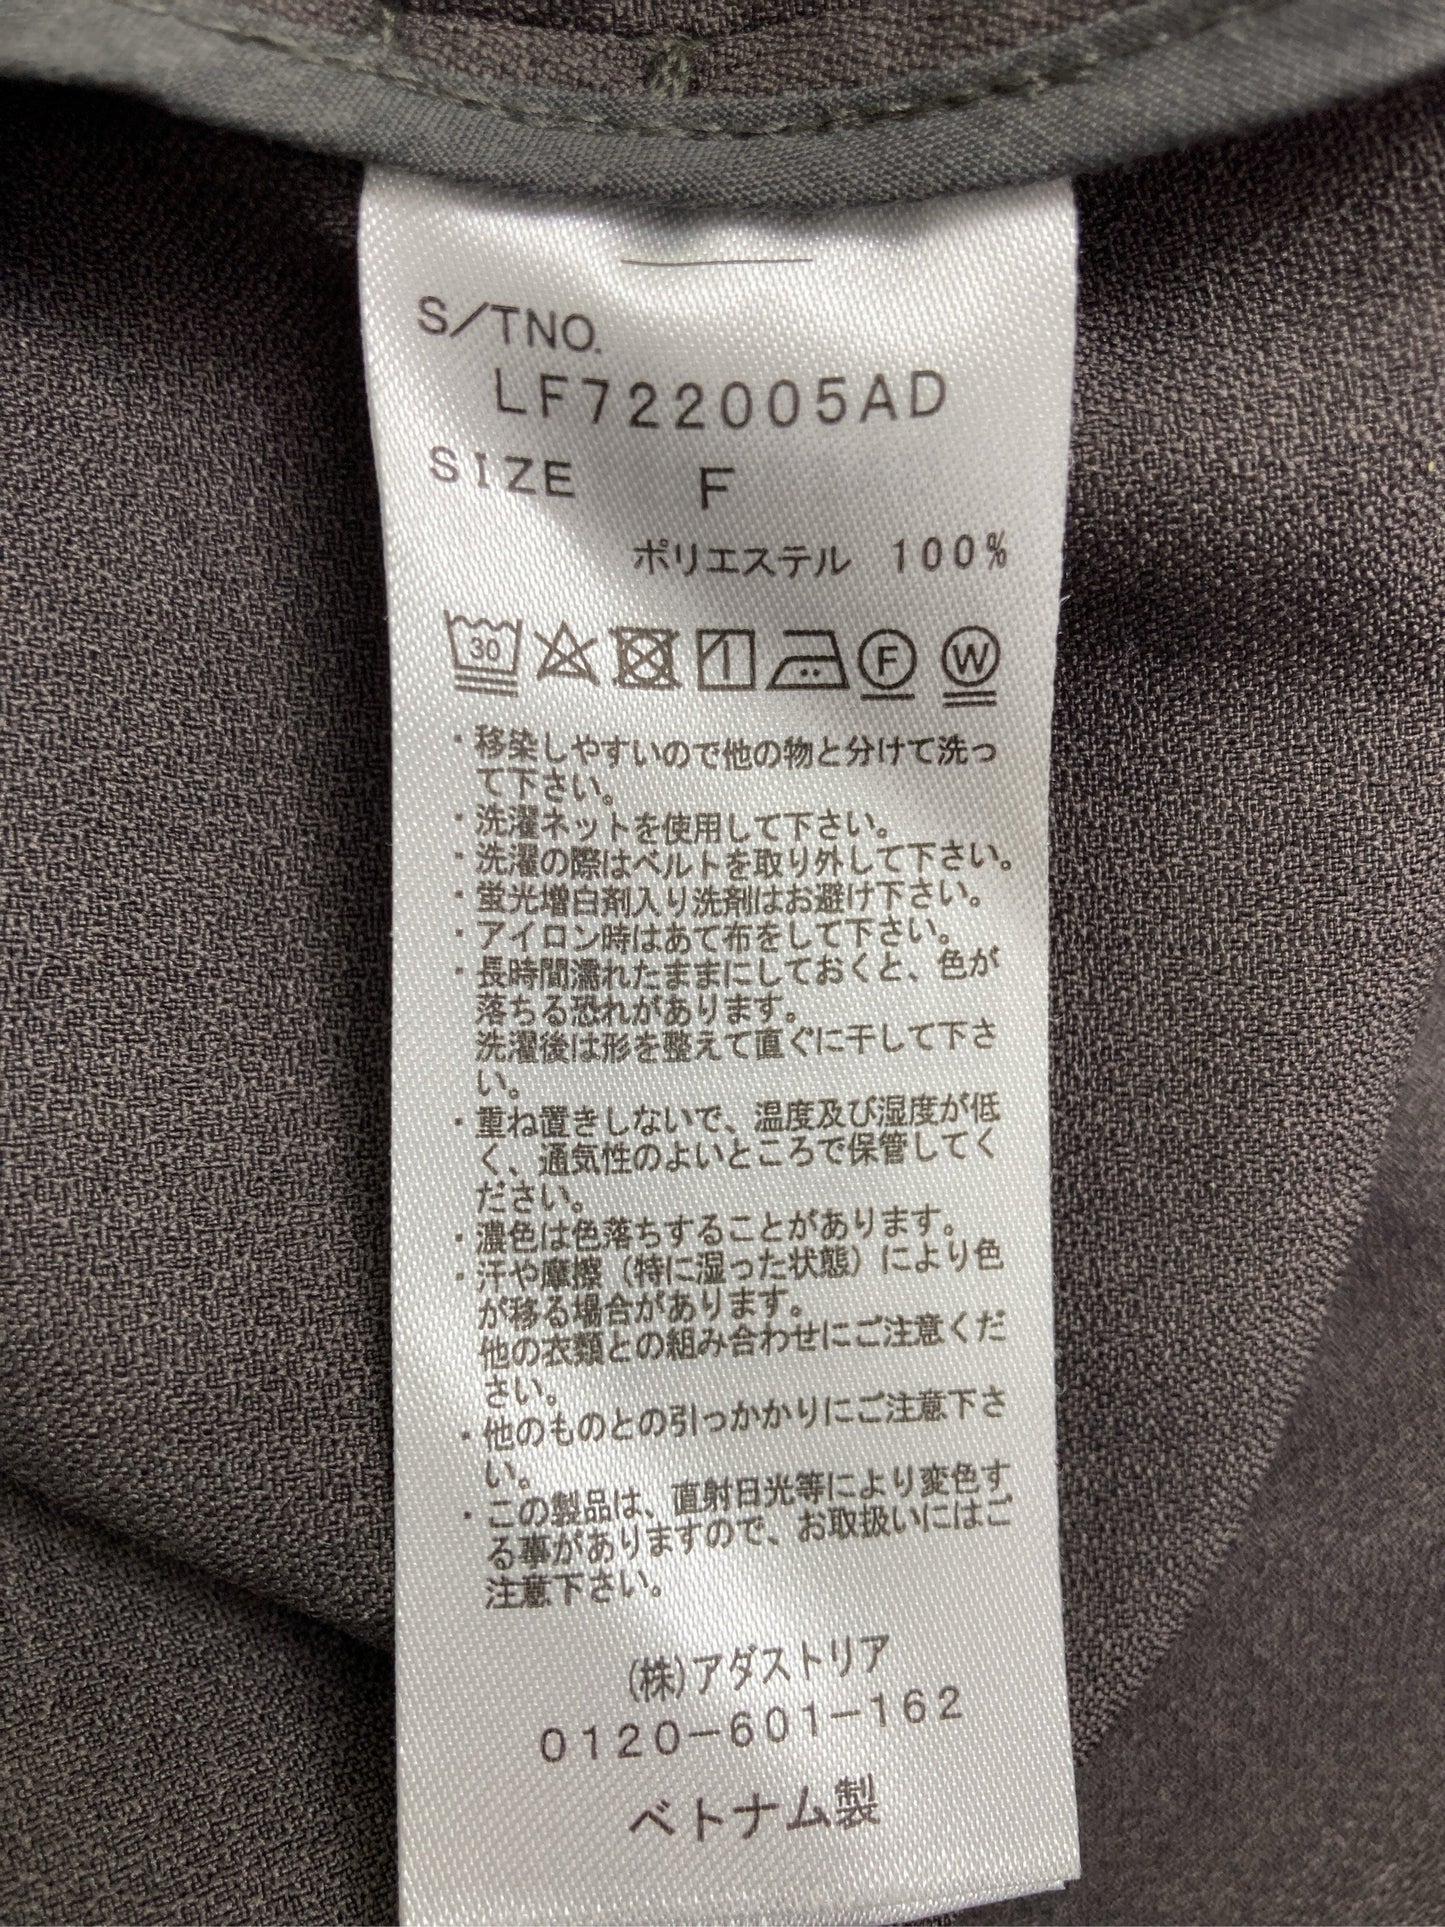 S/TNO.
LF722005AD
SIZE F
ポリエステル 100%
30 F W
・移染しやすいので他の物と分けて洗っ
て下さい。
・洗濯ネットを使用して下さい。
・洗濯の際はベルトを取り外して下さい。
・蛍光増白剤入り洗剤はお避け下さい。
・アイロン時はあて布をして下さい。
・長時間濡れたままにしておくと、色が
落ちる恐れがあります。
洗濯後は形を整えて直ぐに干して下さ
い。
・重ね置きしないで、温度及び湿度が低
く、通気性のよいところで保管してく
ださい。
・濃色は色落ちすることがあります。
・汗や摩擦（特に湿った状態）により色
が移る場合があります。
他の衣類との組み合わせにご注意くだ
さい。
・他のものとの引っかかりにご注意下さ
い。
・この製品は、直射日光等により変色す
る事がありますので、お取扱いにはご
注意下さい。
(株)アダストリア
0120-601-162
ベトナム製